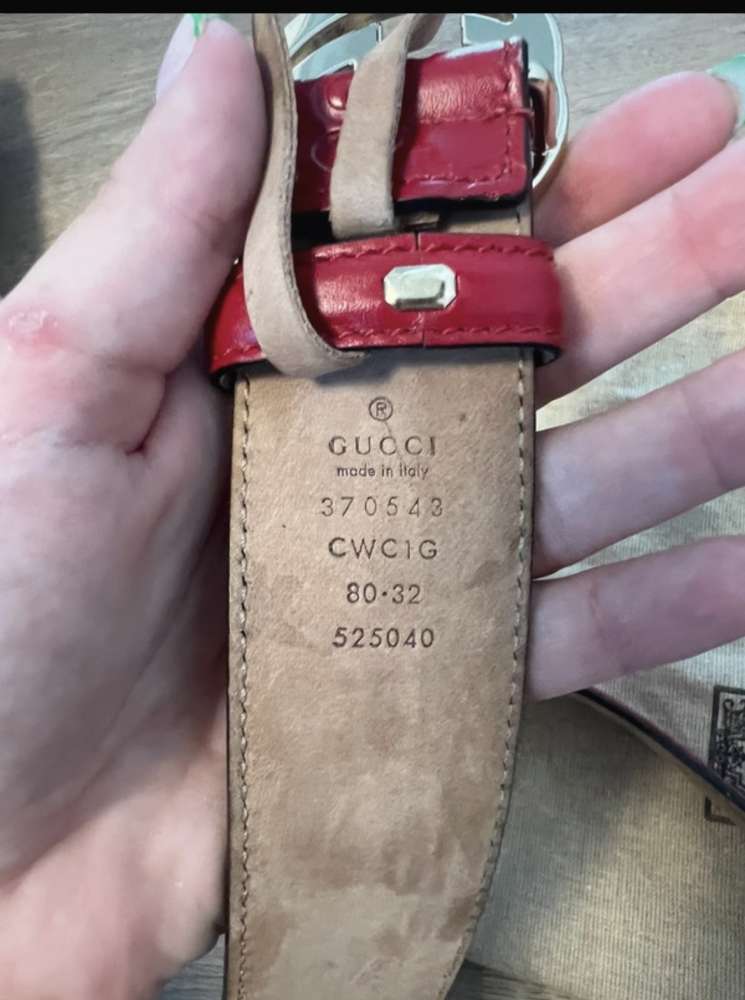 ®
GUCCI
made in italy
370543
CWC1G
80·32
525040